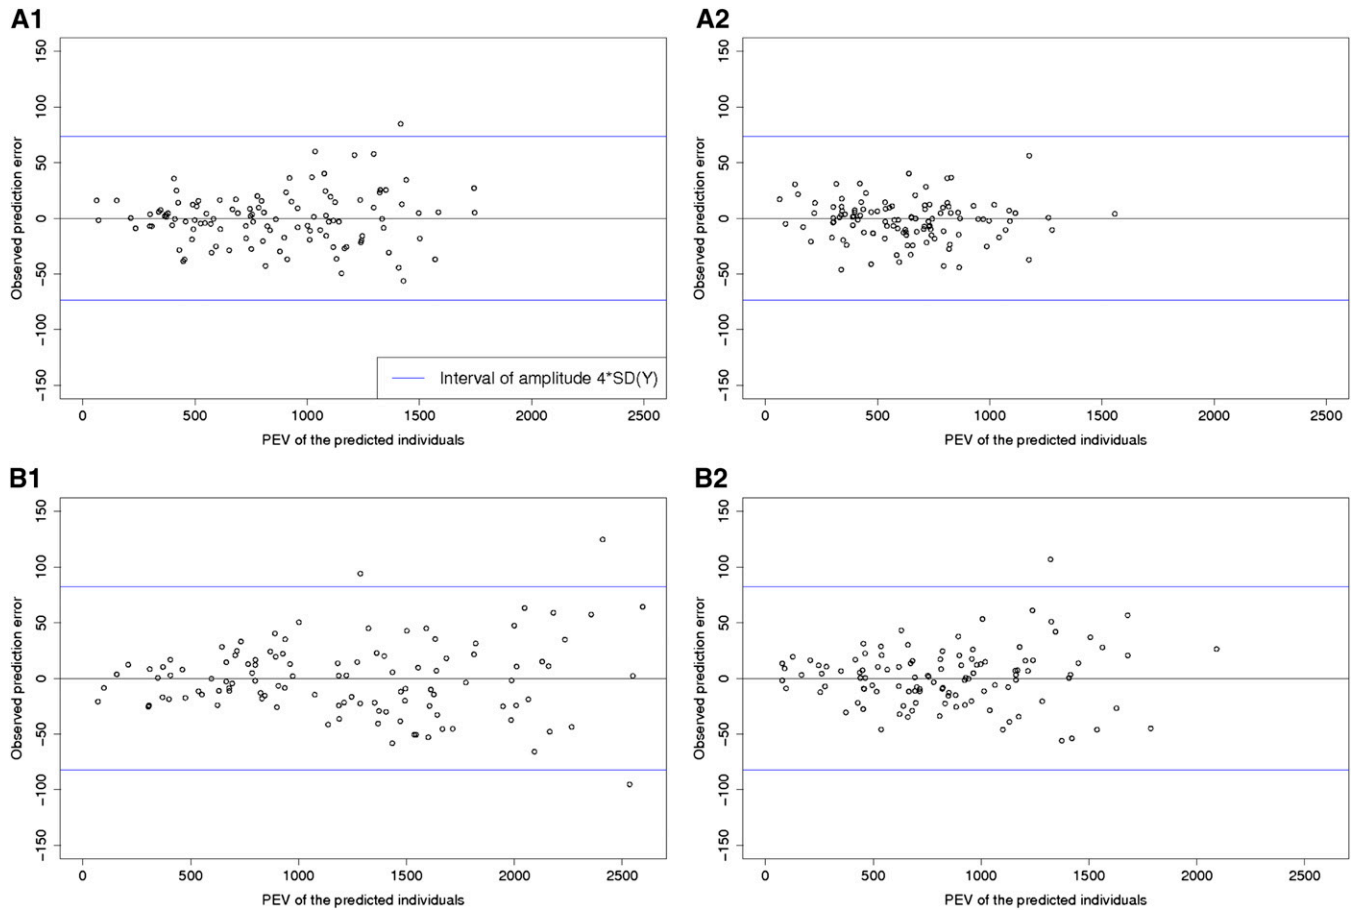 A1
A2
150
100
50
0
−50
−100
−150
Observed prediction error
Interval of amplitude 4*SD(Y)
0 500 1000 1500 2000 2500
PEV of the predicted individuals
150
100
50
0
−50
−100
−150
Observed prediction error
0 500 1000 1500 2000 2500
PEV of the predicted individuals
B1
B2
150
100
50
0
−50
−100
−150
Observed prediction error
0 500 1000 1500 2000 2500
PEV of the predicted individuals
150
100
50
0
−50
−100
−150
Observed prediction error
0 500 1000 1500 2000 2500
PEV of the predicted individuals